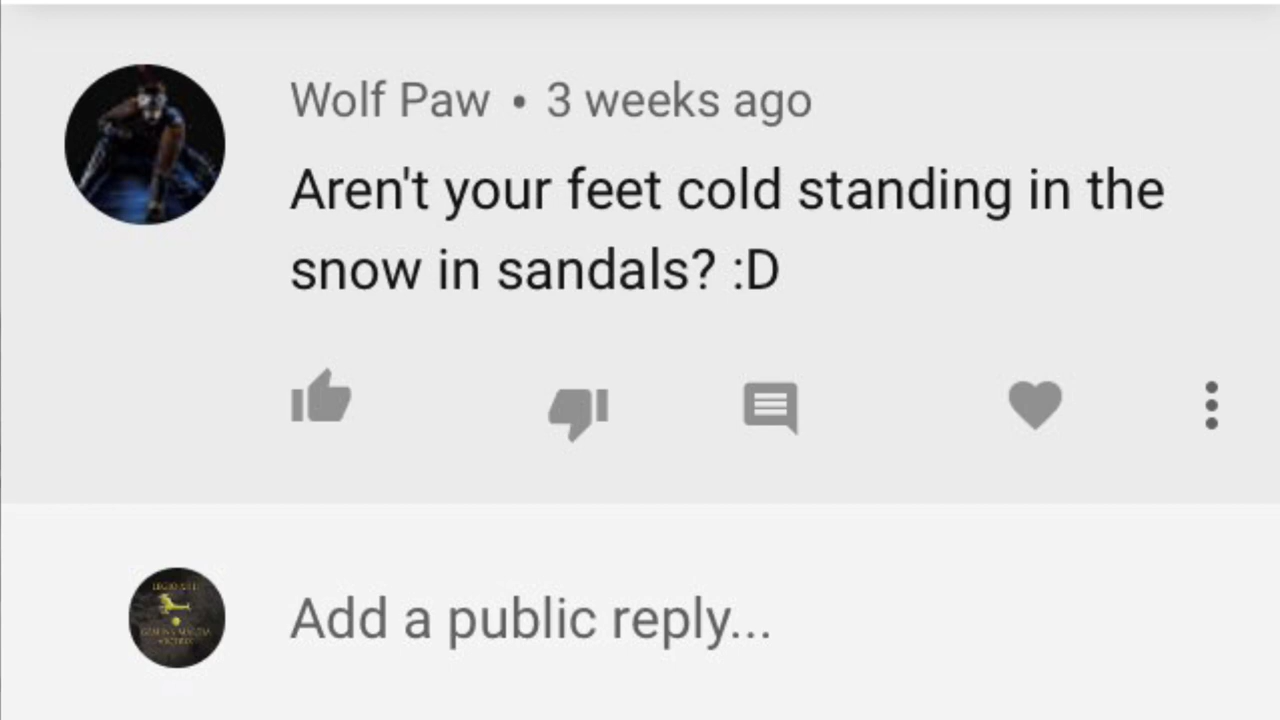 Wolf Paw • 3 weeks ago
Aren't your feet cold standing in the
snow in sandals? :D
Add a public reply...